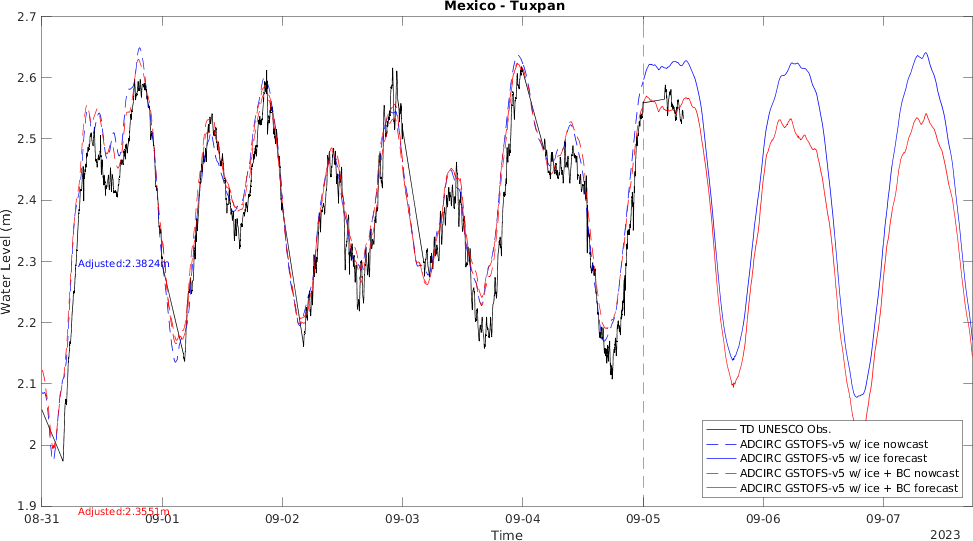 Mexico - Tuxpan
2.7
2.6
2.5
2.4
2.3
2.2
2.1
2
1.9
Water Level (m)
Adjusted:2.3824m
Adjusted:2.3551m
TD UNESCO Obs.
ADCIRC GSTOFS-v5 w/ ice nowcast
ADCIRC GSTOFS-v5 w/ ice forecast
ADCIRC GSTOFS-v5 w/ ice + BC nowcast
ADCIRC GSTOFS-v5 w/ ice + BC forecast
08-31 09-01 09-02 09-03 09-04 09-05 09-06 09-07
Time
2023